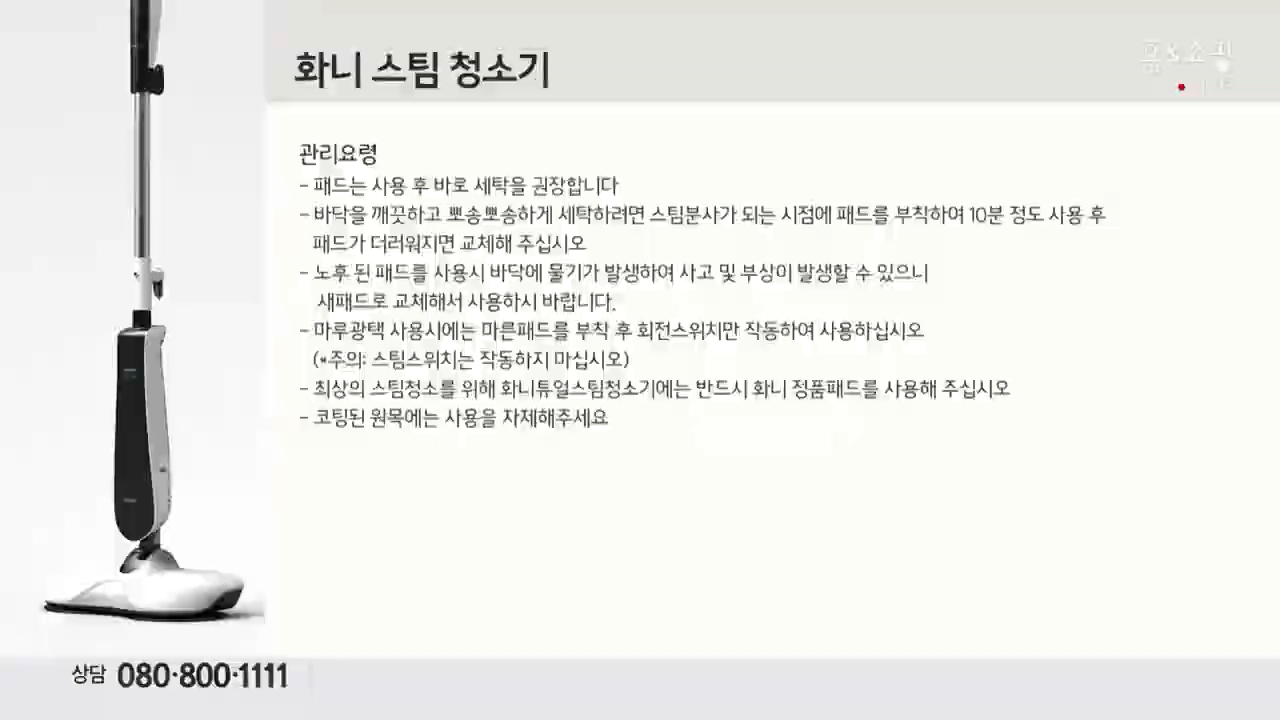 화니 스팀 청소기
홈&쇼핑
관리요령
- 패드는 사용 후 바로 세탁을 권장합니다
- 바닥을 깨끗하고 뽀송뽀송하게 세탁하려면 스팀분사가 되는 시점에 패드를 부착하여 10분 정도 사용 후
패드가 더러워지면 교체해 주십시오
- 노후 된 패드를 사용시 바닥에 물기가 발생하여 사고 및 부상이 발생할 수 있으니
새패드로 교체해서 사용하시 바랍니다.
- 마루광택 사용시에는 마른패드를 부착 후 회전스위치만 작동하여 사용하십시오
(*주의: 스팀스위치는 작동하지 마십시오)
- 최상의 스팀청소를 위해 화니듀얼스팀청소기에는 반드시 화니 정품패드를 사용해 주십시오
- 코팅된 원목에는 사용을 자제해주세요
상담 080·800·1111